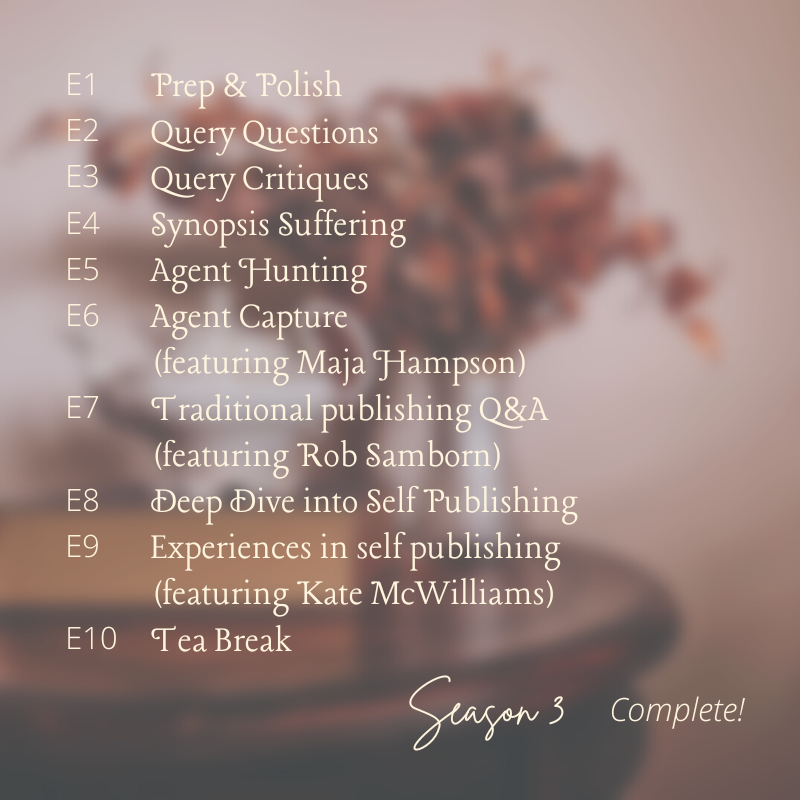 E1 Prep & Polish
E2 Query Questions
E3 Query Critiques
E4 Synopsis Suffering
E5 Agent Hunting
E6 Agent Capture
(featuring Maja Hampson)
E7 Traditional publishing Q&A
(featuring Rob Samborn)
E8 Deep Dive into Self Publishing
E9 Experiences in self publishing
(featuring Kate McWilliams)
E10 Tea Break
Season 3 Complete!